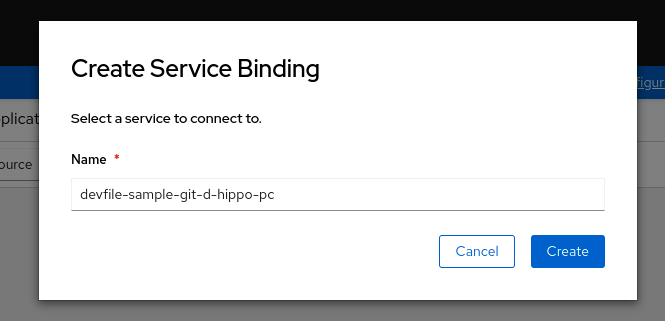 Create Service Binding
Select a service to connect to.
Name *
devfile-sample-git-d-hippo-pc
Cancel
Create